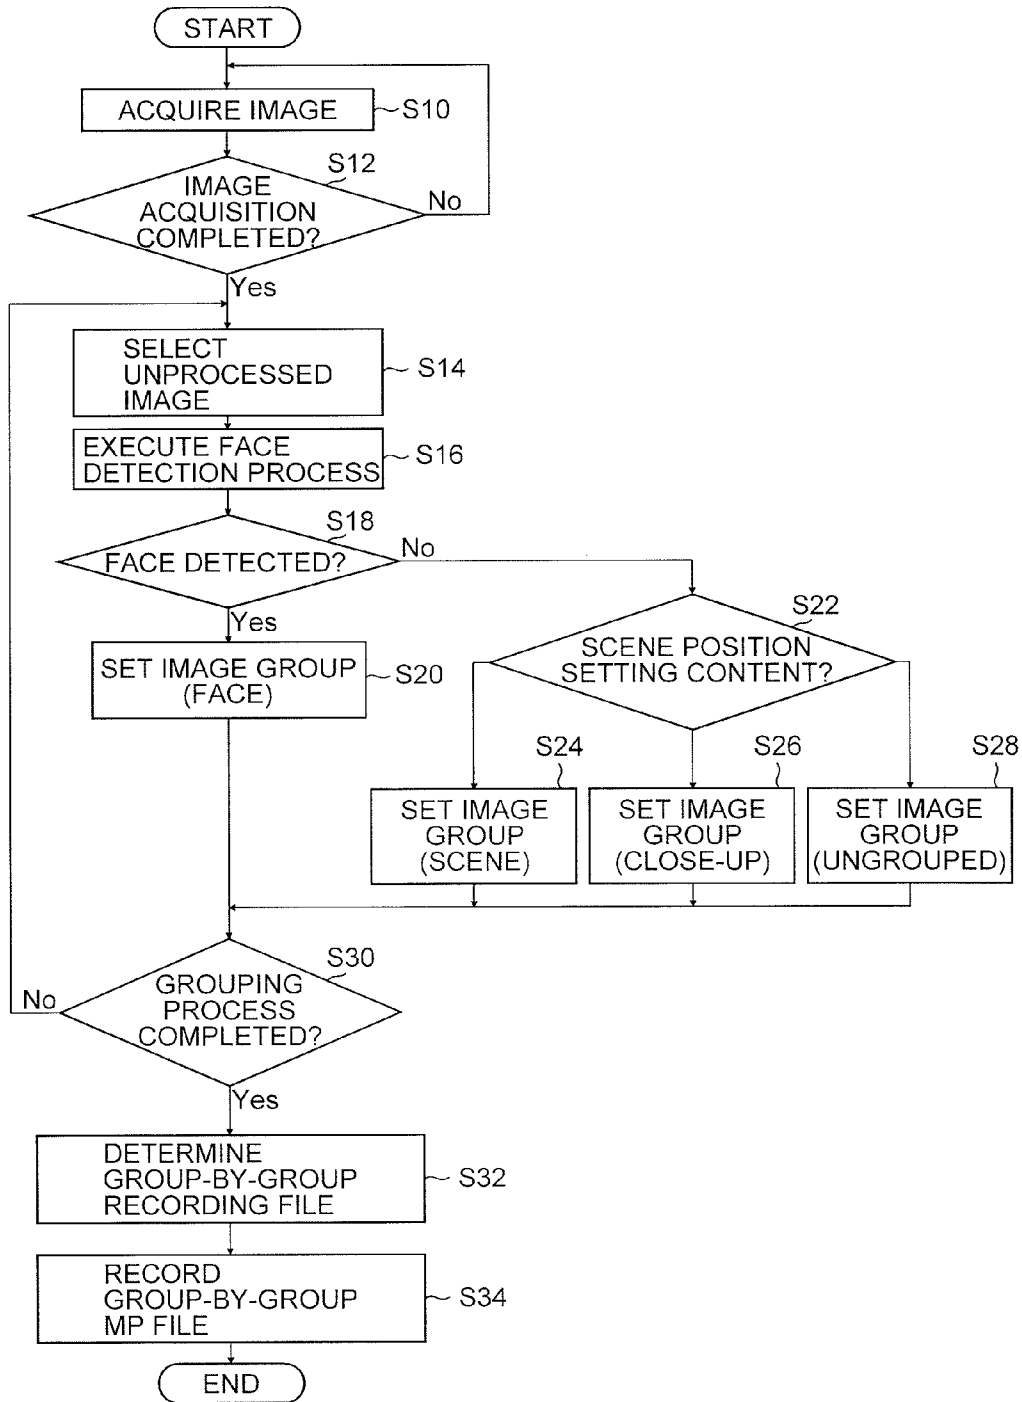 START
ACQUIRE IMAGE
S10
S12
IMAGE
ACQUISITION
COMPLETED?
No
Yes
SELECT
UNPROCESSED
IMAGE
S14
EXECUTE FACE
DETECTION PROCESS
S16
S18
FACE DETECTED?
No
Yes
SET IMAGE GROUP
(FACE)
S20
S22
SCENE POSITION
SETTING CONTENT?
S24
SET IMAGE
GROUP
(SCENE)
S26
SET IMAGE
GROUP
(CLOSE-UP)
S28
SET IMAGE
GROUP
(UNGROUPED)
S30
GROUPING
PROCESS
COMPLETED?
No
Yes
DETERMINE
GROUP-BY-GROUP
RECORDING FILE
S32
RECORD
GROUP-BY-GROUP
MP FILE
S34
END